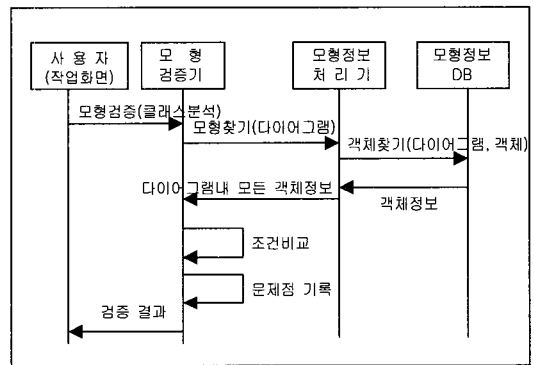 사 용 자
(작업화면)
모 형
검증기
모형정보
처 리 기
모형정보
DB
모형검증(클래스분석)
모형찾기(다이어그램)
객체찾기(다이어그램, 객체)
다이어그램내 모든 객체정보
객체정보
조건비교
문제점 기록
검증 결과